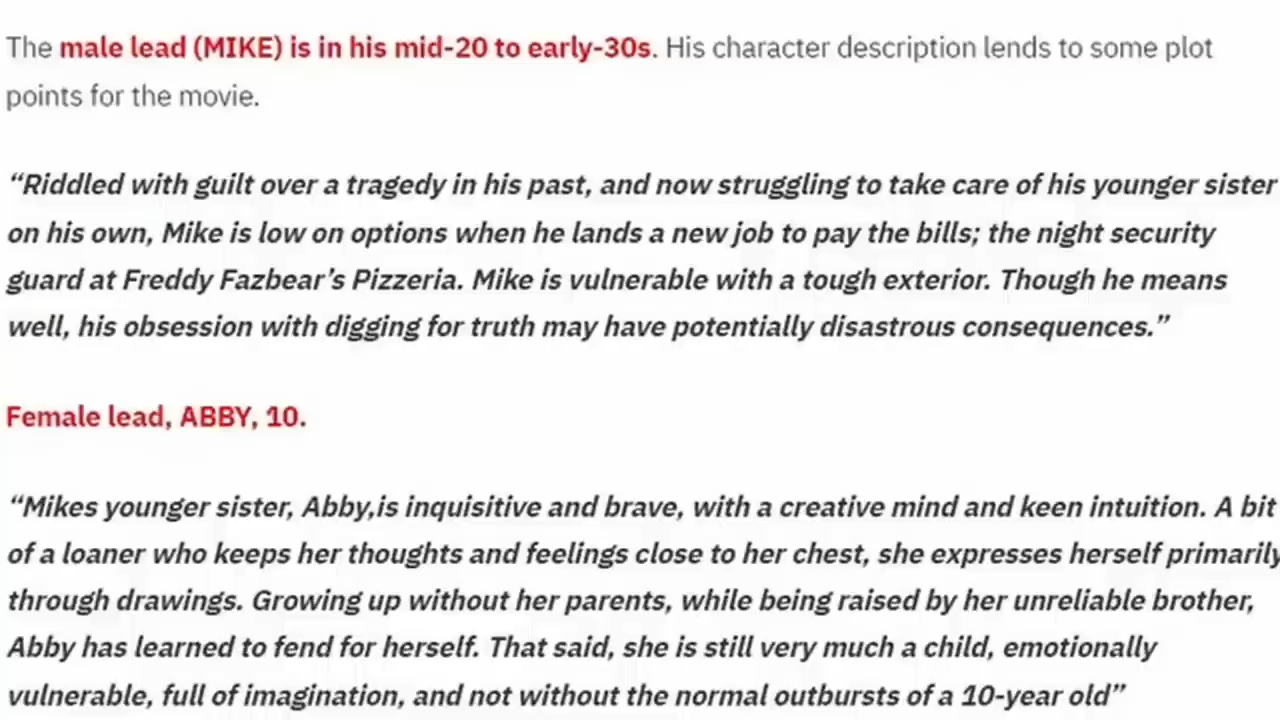 The male lead (MIKE) is in his mid-20 to early-30s. His character description lends to some plot
points for the movie.
“Riddled with guilt over a tragedy in his past, and now struggling to take care of his younger sister
on his own, Mike is low on options when he lands a new job to pay the bills; the night security
guard at Freddy Fazbear’s Pizzeria. Mike is vulnerable with a tough exterior. Though he means
well, his obsession with digging for truth may have potentially disastrous consequences.”
Female lead, ABBY, 10.
“Mikes younger sister, Abby,is inquisitive and brave, with a creative mind and keen intuition. A bit
of a loaner who keeps her thoughts and feelings close to her chest, she expresses herself primarily
through drawings. Growing up without her parents, while being raised by her unreliable brother,
Abby has learned to fend for herself. That said, she is still very much a child, emotionally
vulnerable, full of imagination, and not without the normal outbursts of a 10-year old”